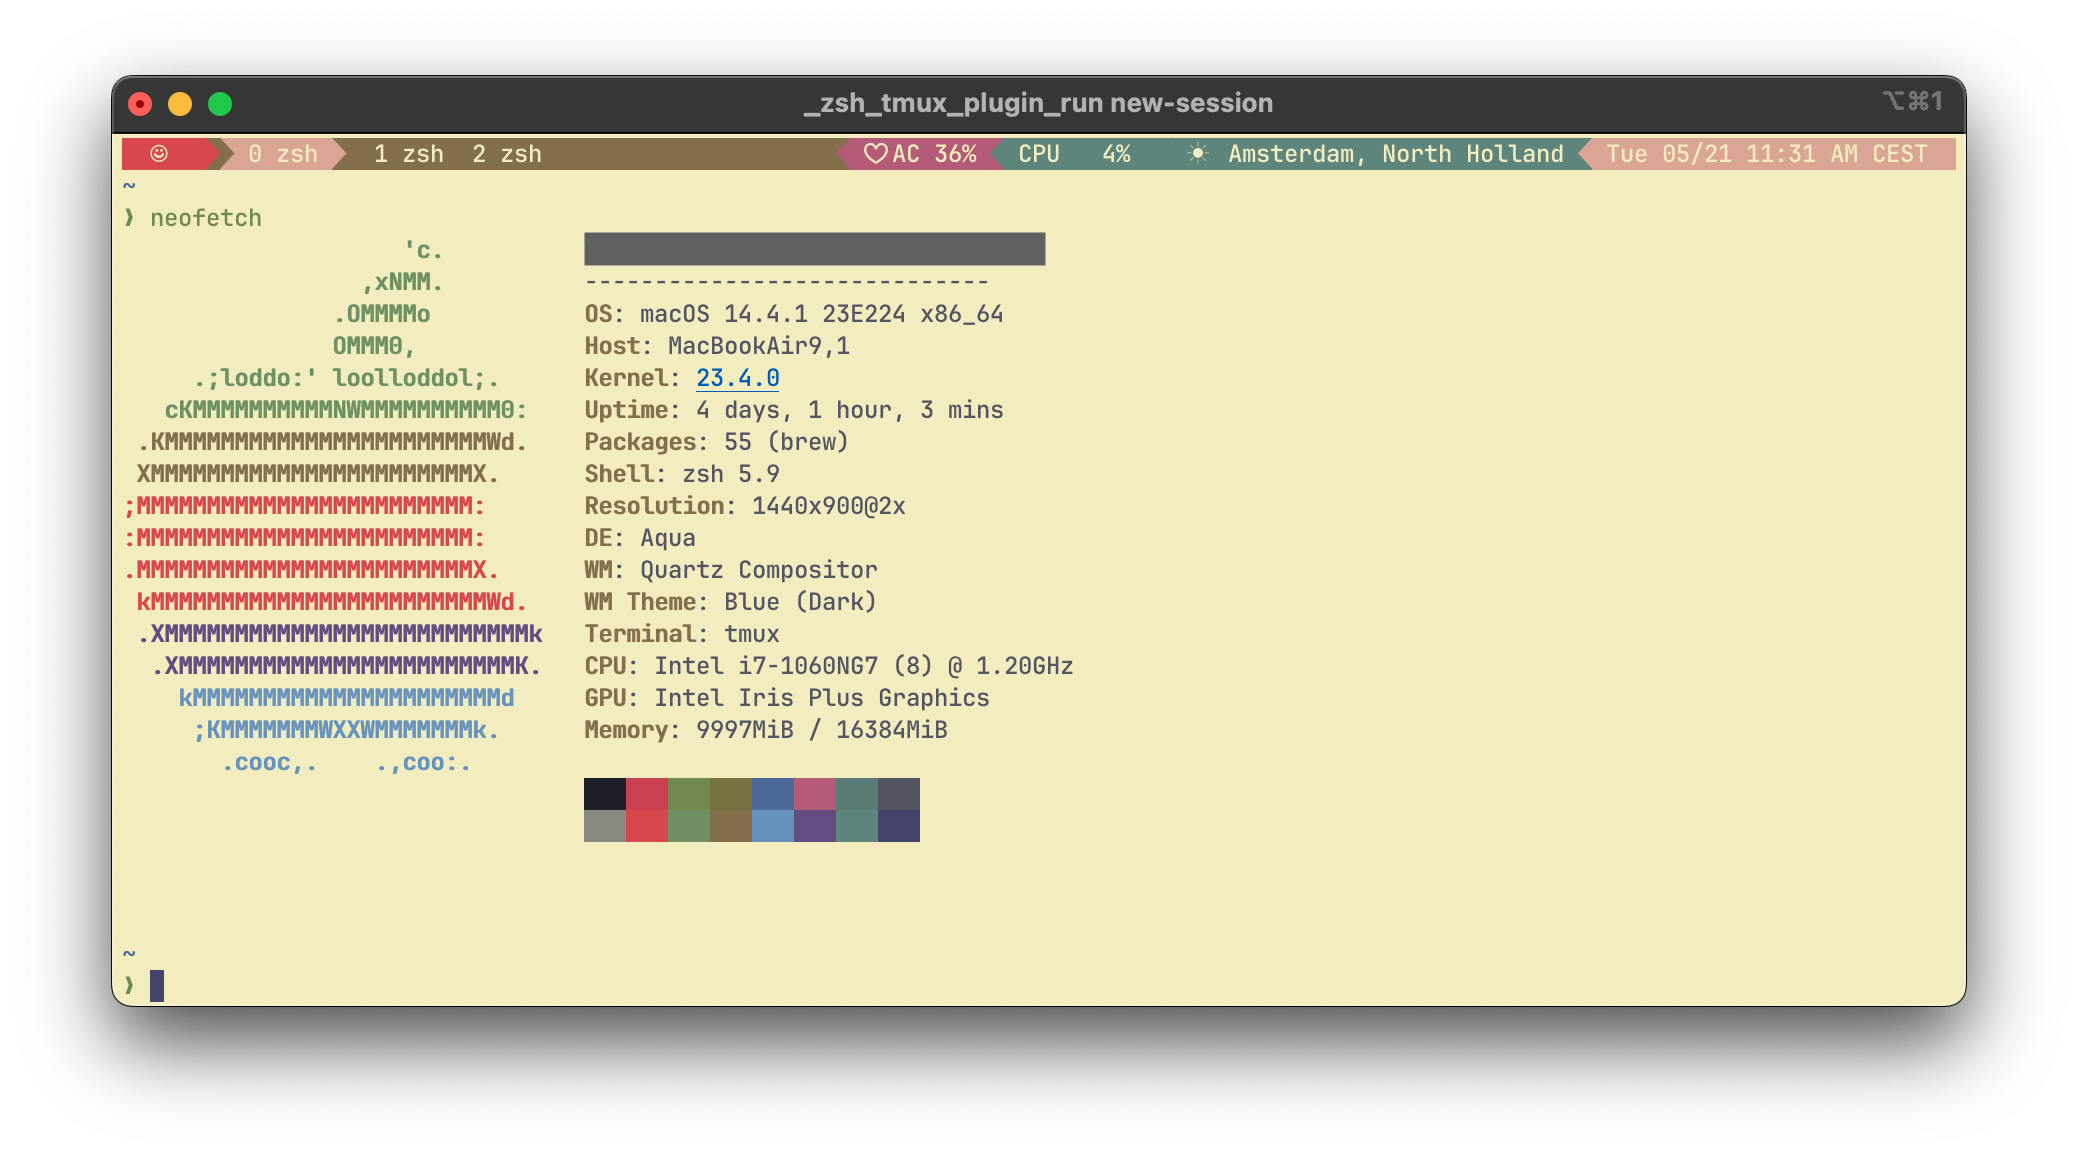 _zsh_tmux_plugin_run new-session
⌥⌘1
☺ 0 zsh 1 zsh 2 zsh ♡AC 36% CPU 4% ☀ Amsterdam, North Holland Tue 05/21 11:31 AM CEST
~
❯ neofetch
'c.
,xNMM. -----------------------------
.OMMMMo OS: macOS 14.4.1 23E224 x86_64
OMMM0, Host: MacBookAir9,1
.;loddo:' loolloddol;. Kernel: 23.4.0
cKMMMMMMMMMMNWMMMMMMMMMM0: Uptime: 4 days, 1 hour, 3 mins
.KMMMMMMMMMMMMMMMMMMMMMMMWd. Packages: 55 (brew)
XMMMMMMMMMMMMMMMMMMMMMMMX. Shell: zsh 5.9
;MMMMMMMMMMMMMMMMMMMMMMMM: Resolution: 1440x900@2x
:MMMMMMMMMMMMMMMMMMMMMMMM: DE: Aqua
.MMMMMMMMMMMMMMMMMMMMMMMMX. WM: Quartz Compositor
kMMMMMMMMMMMMMMMMMMMMMMMMWd. WM Theme: Blue (Dark)
.XMMMMMMMMMMMMMMMMMMMMMMMMMMk Terminal: tmux
.XMMMMMMMMMMMMMMMMMMMMMMMMK. CPU: Intel i7-1060NG7 (8) @ 1.20GHz
kMMMMMMMMMMMMMMMMMMMMMMd GPU: Intel Iris Plus Graphics
;KMMMMMMMWXXWMMMMMMMk. Memory: 9997MiB / 16384MiB
.cooc,. .,coo:.
~
❯